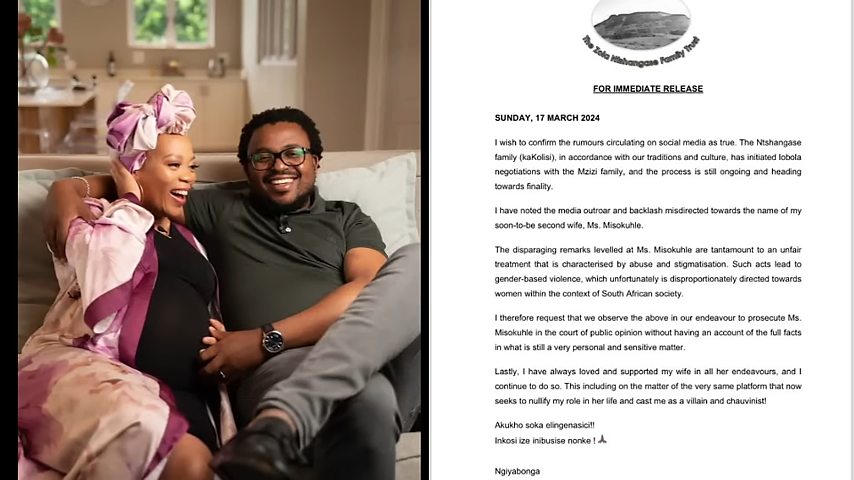 The Zola Ntshangase Family Trust
FOR IMMEDIATE RELEASE
SUNDAY, 17 MARCH 2024
I wish to confirm the rumours circulating on social media as true. The Ntshangase
family (kaKolisi), in accordance with our traditions and culture, has initiated lobola
negotiations with the Mzizi family, and the process is still ongoing and heading
towards finality.
I have noted the media outroar and backlash misdirected towards the name of my
soon-to-be second wife, Ms. Misokuhle.
The disparaging remarks levelled at Ms. Misokuhle are tantamount to an unfair
treatment that is characterised by abuse and stigmatisation. Such acts lead to
gender-based violence, which unfortunately is disproportionately directed towards
women within the context of South African society.
I therefore request that we observe the above in our endeavour to prosecute Ms.
Misokuhle in the court of public opinion without having an account of the full facts
in what is still a very personal and sensitive matter.
Lastly, I have always loved and supported my wife in all her endeavours, and I
continue to do so. This including on the matter of the very same platform that now
seeks to nullify my role in her life and cast me as a villain and chauvinist!
Akukho soka elingenasici!!
Inkosi ize inibusise nonke ! 🙏
Ngiyabonga